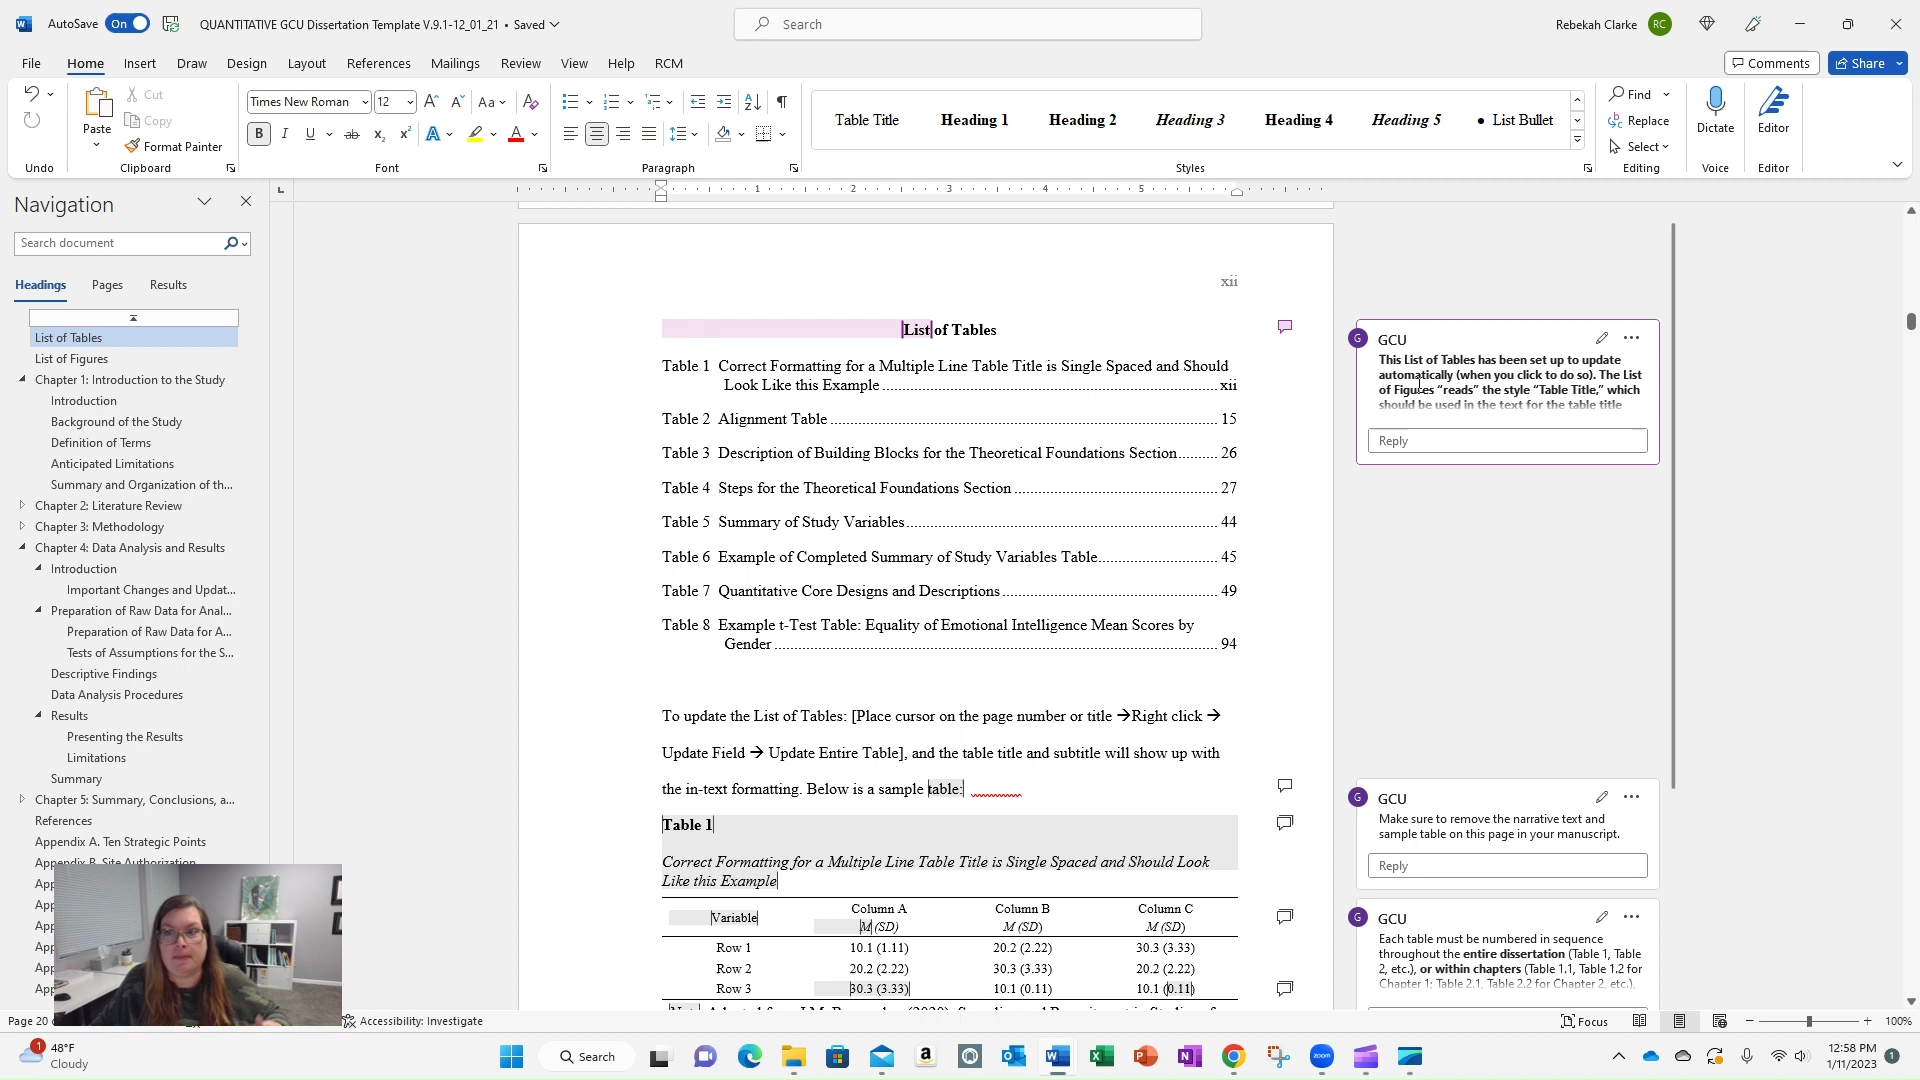 AutoSave On QUANTITATIVE GCU Dissertation Template V.9.1-12_01_21 • Saved Search Rebekah Clarke RC
File Home Insert Draw Design Layout References Mailings Review View Help RCM Comments Share
Paste Cut Copy Format Painter
Times New Roman 12
Table Title Heading 1 Heading 2 Heading 3 Heading 4 Heading 5 • List Bullet
Find Replace Select Dictate Editor
Undo Clipboard Font Paragraph Styles Editing Voice Editor
1 2 3 4 5
Navigation
Search document
Headings Pages Results
List of Tables
List of Figures
Chapter 1: Introduction to the Study
Introduction
Background of the Study
Definition of Terms
Anticipated Limitations
Summary and Organization of th...
Chapter 2: Literature Review
Chapter 3: Methodology
Chapter 4: Data Analysis and Results
Introduction
Important Changes and Updat...
Preparation of Raw Data for Anal...
Preparation of Raw Data for A...
Tests of Assumptions for the S...
Descriptive Findings
Data Analysis Procedures
Results
Presenting the Results
Limitations
Summary
Chapter 5: Summary, Conclusions, a...
References
Appendix A. Ten Strategic Points
Appendix B. Site Authorization
App
App
App
App
App
App
xii
List of Tables
Table 1 Correct Formatting for a Multiple Line Table Title is Single Spaced and Should
Look Like this Example xii
Table 2 Alignment Table 15
Table 3 Description of Building Blocks for the Theoretical Foundations Section 26
Table 4 Steps for the Theoretical Foundations Section 27
Table 5 Summary of Study Variables 44
Table 6 Example of Completed Summary of Study Variables Table 45
Table 7 Quantitative Core Designs and Descriptions 49
Table 8 Example t-Test Table: Equality of Emotional Intelligence Mean Scores by
Gender 94
To update the List of Tables: [Place cursor on the page number or title →Right click →
Update Field → Update Entire Table], and the table title and subtitle will show up with
the in-text formatting. Below is a sample table:
Table 1
Correct Formatting for a Multiple Line Table Title is Single Spaced and Should Look
Like this Example
Variable Column A Column B Column C
M (SD) M (SD) M (SD)
Row 1 10.1 (1.11) 20.2 (2.22) 30.3 (3.33)
Row 2 20.2 (2.22) 30.3 (3.33) 20.2 (2.22)
Row 3 30.3 (3.33) 10.1 (0.11) 10.1 (0.11)
G GCU
This List of Tables has been set up to update
automatically (when you click to do so). The List
of Figures “reads” the style “Table Title,” which
should be used in the text for the table title
Reply
G GCU
Make sure to remove the narrative text and
sample table on this page in your manuscript.
Reply
G GCU
Each table must be numbered in sequence
throughout the entire dissertation (Table 1, Table
2, etc.), or within chapters (Table 1.1, Table 1.2 for
Chapter 1; Table 2.1, Table 2.2 for Chapter 2, etc.).
Page 20 Accessibility: Investigate Focus 100%
1 48°F
Cloudy
Search
zoom
12:58 PM
1/11/2023
1